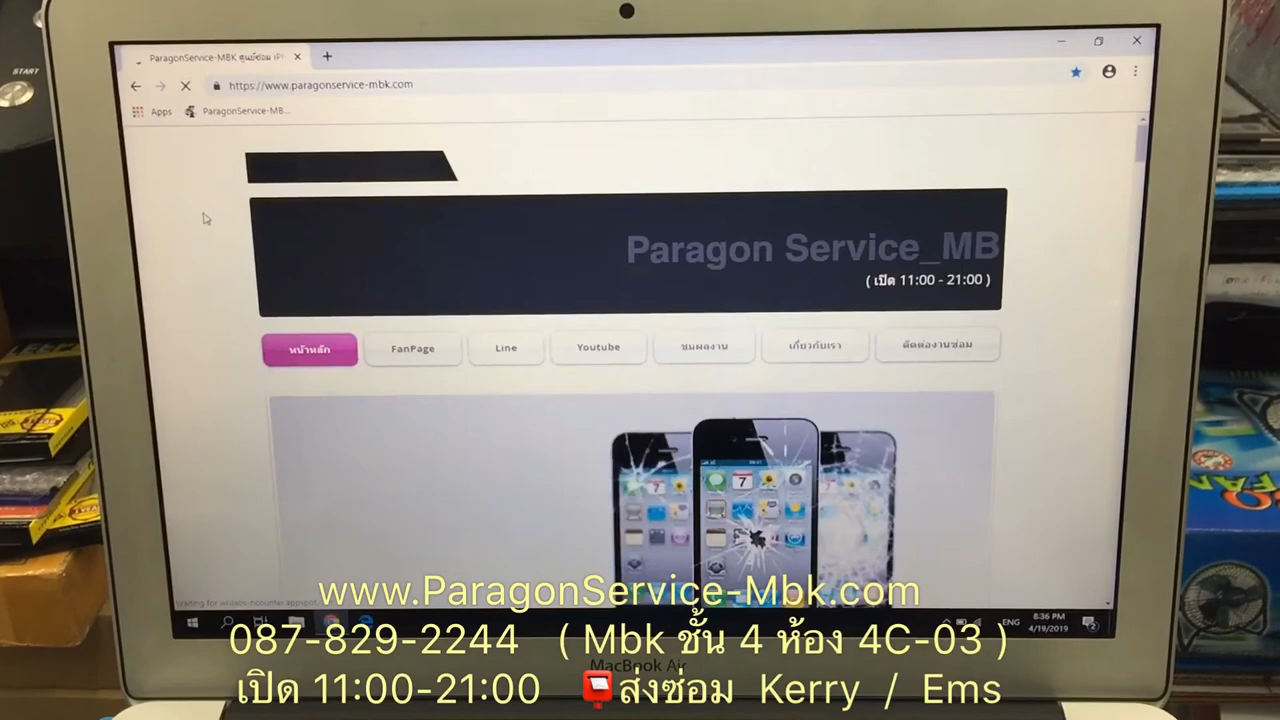 START
ParagonService-MBK ศูนย์ซ่อม iP
https://www.paragonservice-mbk.com
Apps ParagonService-MB...
Paragon Service_MB
( เปิด 11:00 - 21:00 )
หน้าหลัก FanPage Line Youtube ชมผลงาน เกี่ยวกับเรา ติดต่องานซ่อม
www.ParagonService-Mbk.com
ENG 8:36 PM
4/19/2019
087-829-2244 ( Mbk ชั้น 4 ห้อง 4C-03 )
MacBook Air
เปิด 11:00-21:00 📮ส่งซ่อม Kerry / Ems